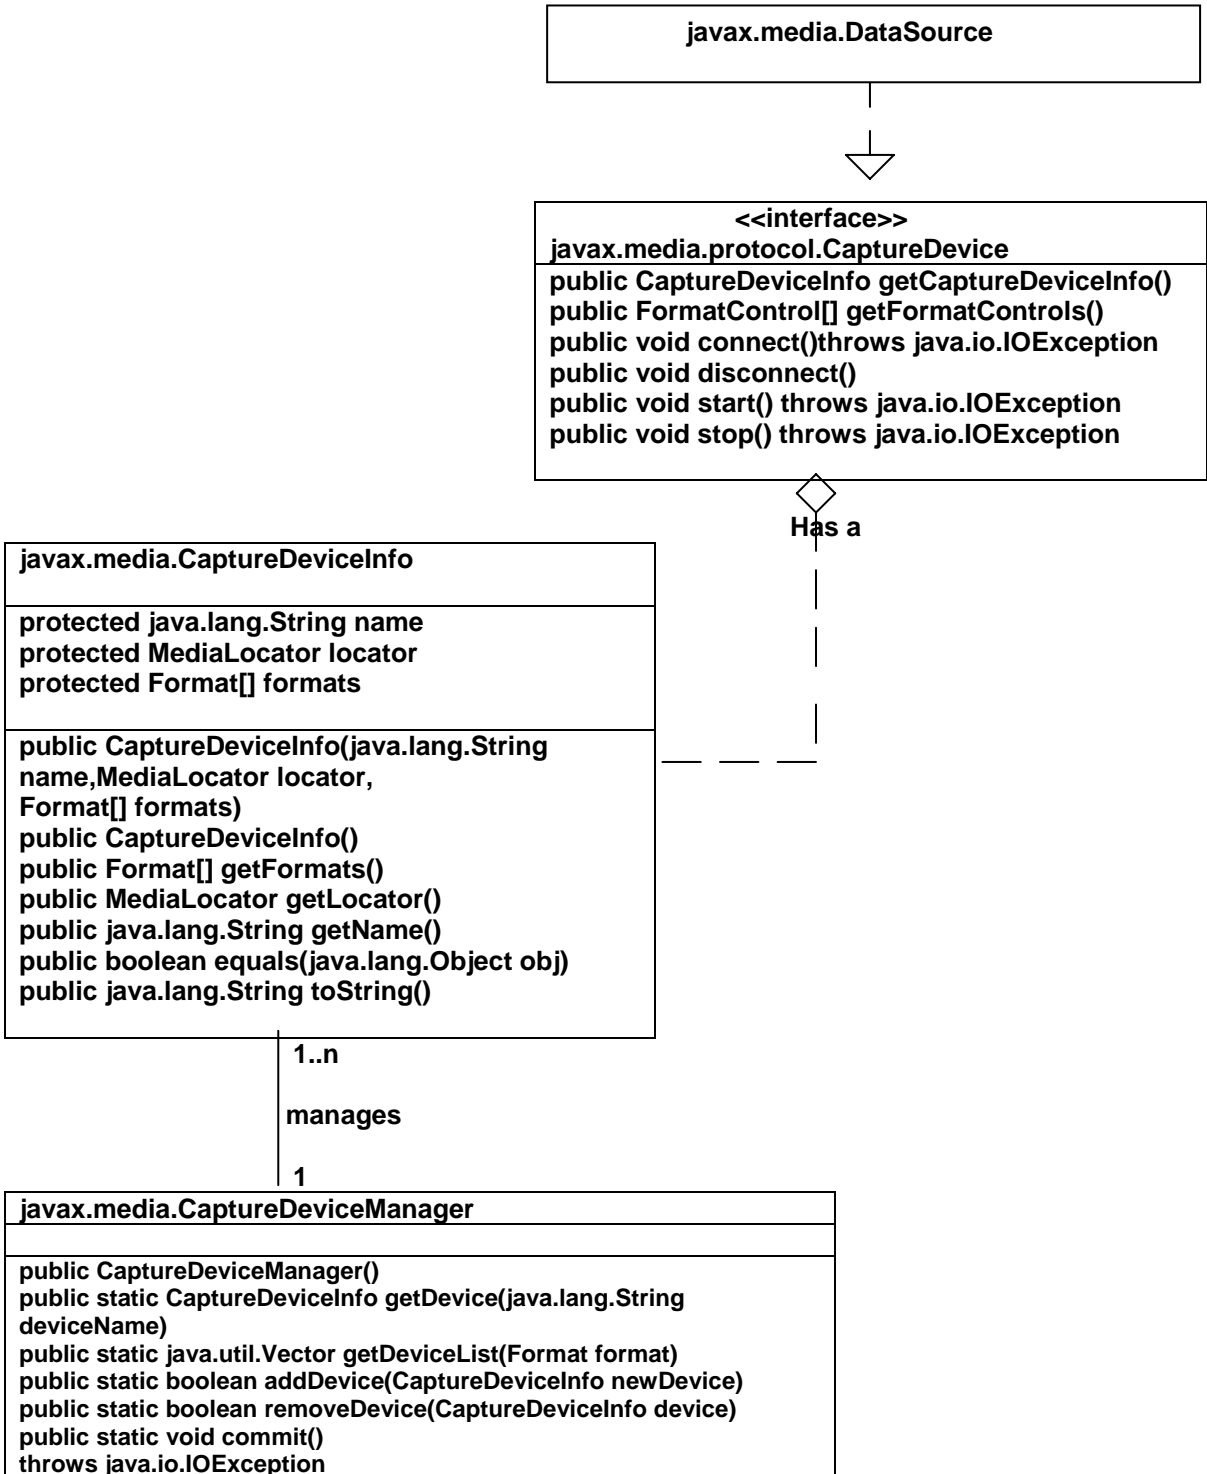 javax.media.DataSource
<<interface>>
javax.media.protocol.CaptureDevice
public CaptureDeviceInfo getCaptureDeviceInfo()
public FormatControl[] getFormatControls()
public void connect()throws java.io.IOException
public void disconnect()
public void start() throws java.io.IOException
public void stop() throws java.io.IOException
Has a
javax.media.CaptureDeviceInfo
protected java.lang.String name
protected MediaLocator locator
protected Format[] formats
public CaptureDeviceInfo(java.lang.String
name,MediaLocator locator,
Format[] formats)
public CaptureDeviceInfo()
public Format[] getFormats()
public MediaLocator getLocator()
public java.lang.String getName()
public boolean equals(java.lang.Object obj)
public java.lang.String toString()
1..n
manages
1
javax.media.CaptureDeviceManager
public CaptureDeviceManager()
public static CaptureDeviceInfo getDevice(java.lang.String
deviceName)
public static java.util.Vector getDeviceList(Format format)
public static boolean addDevice(CaptureDeviceInfo newDevice)
public static boolean removeDevice(CaptureDeviceInfo device)
public static void commit()
throws java.io.IOException